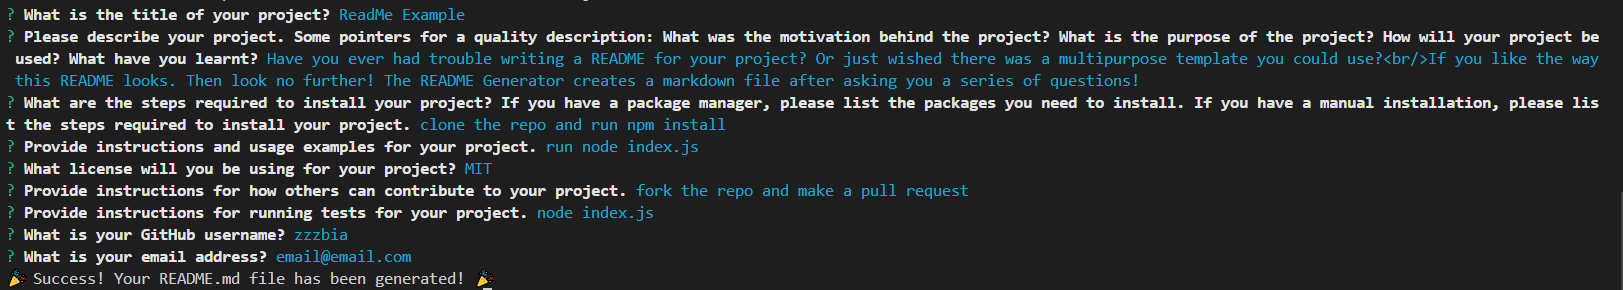 ? What is the title of your project? ReadMe Example
? Please describe your project. Some pointers for a quality description: What was the motivation behind the project? What is the purpose of the project? How will your project be
used? What have you learnt? Have you ever had trouble writing a README for your project? Or just wished there was a multipurpose template you could use?<br/>If you like the way
this README looks. Then look no further! The README Generator creates a markdown file after asking you a series of questions!
? What are the steps required to install your project? If you have a package manager, please list the packages you need to install. If you have a manual installation, please lis
t the steps required to install your project. clone the repo and run npm install
? Provide instructions and usage examples for your project. run node index.js
? What license will you be using for your project? MIT
? Provide instructions for how others can contribute to your project. fork the repo and make a pull request
? Provide instructions for running tests for your project. node index.js
? What is your GitHub username? zzzbia
? What is your email address? email@email.com
🎉 Success! Your README.md file has been generated! 🎉